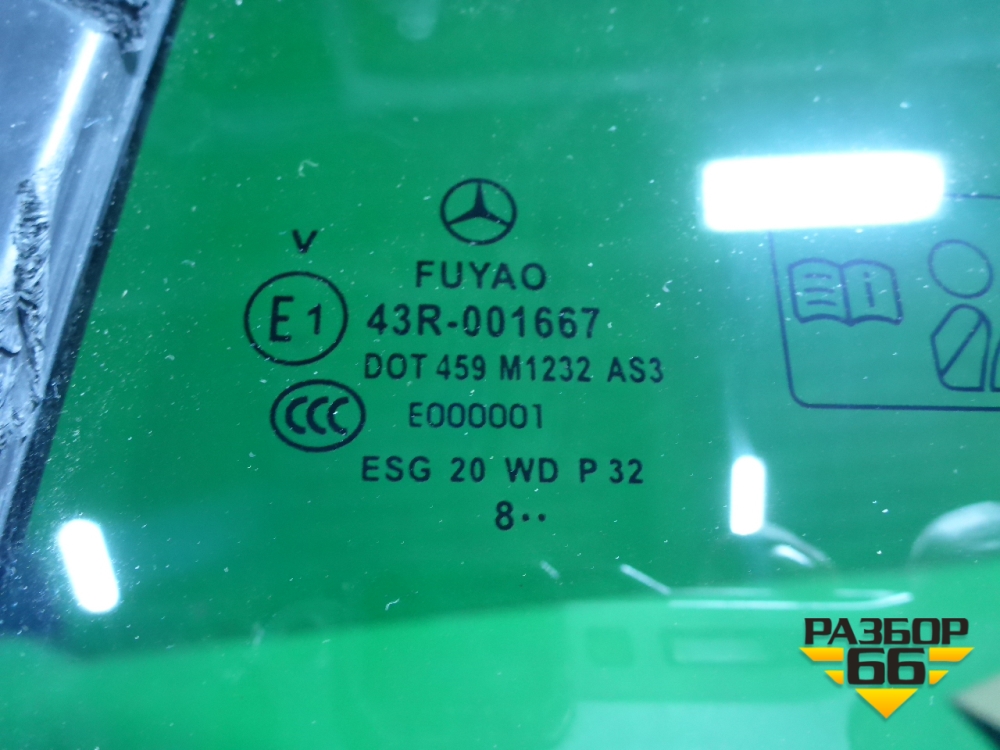 V
FUYAO
E1 43R-001667
DOT 459 M1232 AS3
CCC E000001
ESG 20 WD P 32
8••
i
РАЗБОР
66